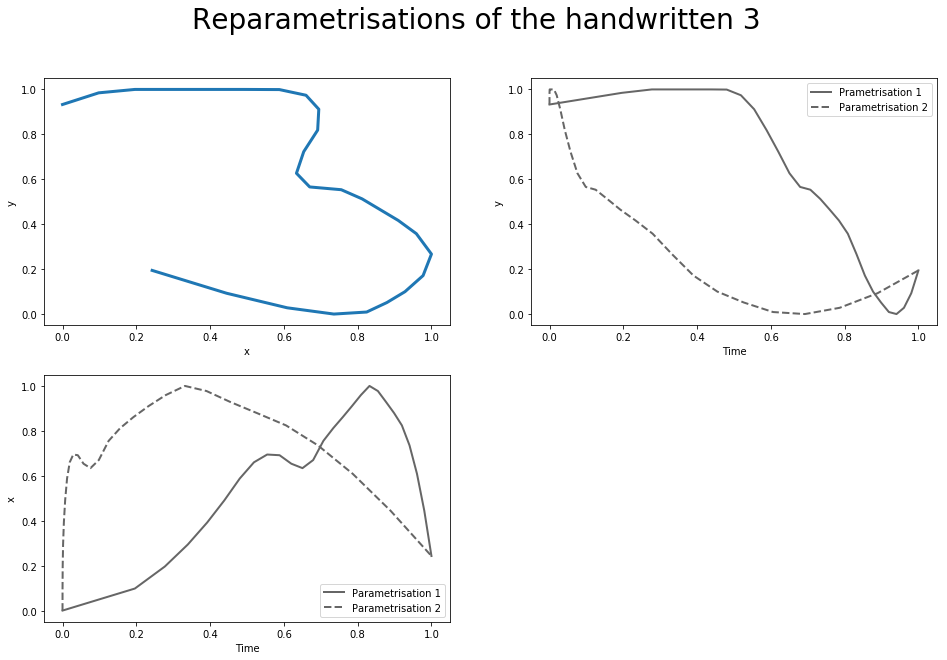 Reparametrisations of the handwritten 3
1.0
0.8
0.6
0.4
0.2
0.0
y
0.0 0.2 0.4 0.6 0.8 1.0
x
1.0
0.8
0.6
0.4
0.2
0.0
y
Prametrisation 1
Parametrisation 2
0.0 0.2 0.4 0.6 0.8 1.0
Time
1.0
0.8
0.6
0.4
0.2
0.0
x
Parametrisation 1
Parametrisation 2
0.0 0.2 0.4 0.6 0.8 1.0
Time